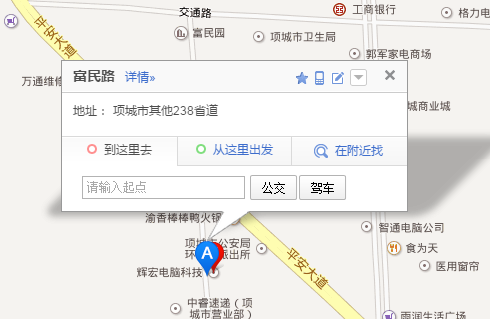 交通路
工商银行
格力电
富民园
项城市卫生局
平安大道
郭军家电商场
万通维修
富民路 详情»
城商业城
地址： 项城市其他238省道
到这里去 从这里出发 在附近找
请输入起点 公交 驾车
渝香棒棒鸭火锅
智通电脑公司
项城市公安局
环 派出所
平安大道
食为天
A
辉宏电脑科技
医用窗帘
中睿速递（项
城市营业部）
雨润生活广场